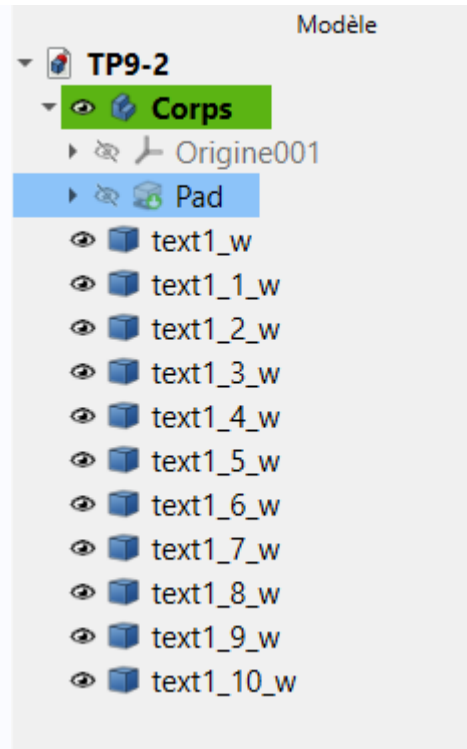 Modèle
TP9-2
Corps
Origine001
Pad
text1_w
text1_1_w
text1_2_w
text1_3_w
text1_4_w
text1_5_w
text1_6_w
text1_7_w
text1_8_w
text1_9_w
text1_10_w